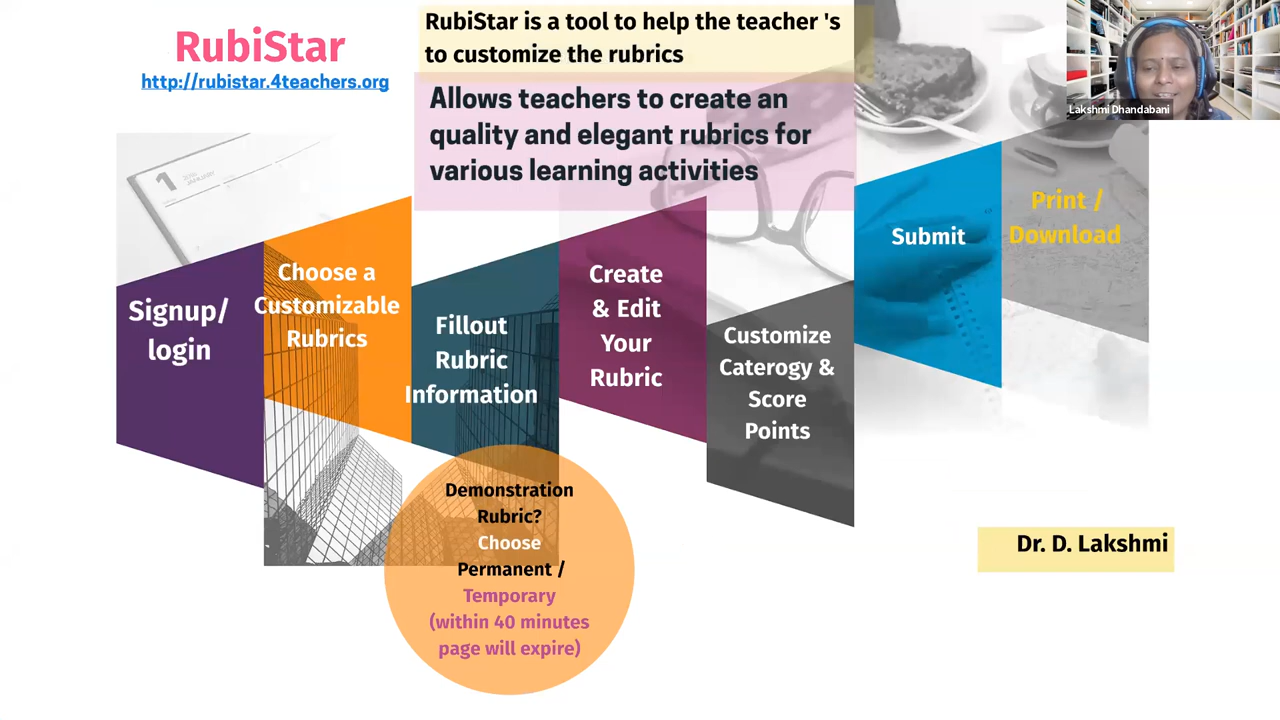 RubiStar
http://rubistar.4teachers.org
RubiStar is a tool to help the teacher 's
to customize the rubrics
Allows teachers to create an
quality and elegant rubrics for
various learning activities
Lakshmi Dhandabani
Signup/
login
Choose a
Customizable
Rubrics
Fillout
Rubric
Information
Create
& Edit
Your
Rubric
Customize
Caterogy &
Score
Points
Submit
Print /
Download
1
JANUARY
Demonstration
Rubric?
Choose
Permanent /
Temporary
(within 40 minutes
page will expire)
Dr. D. Lakshmi